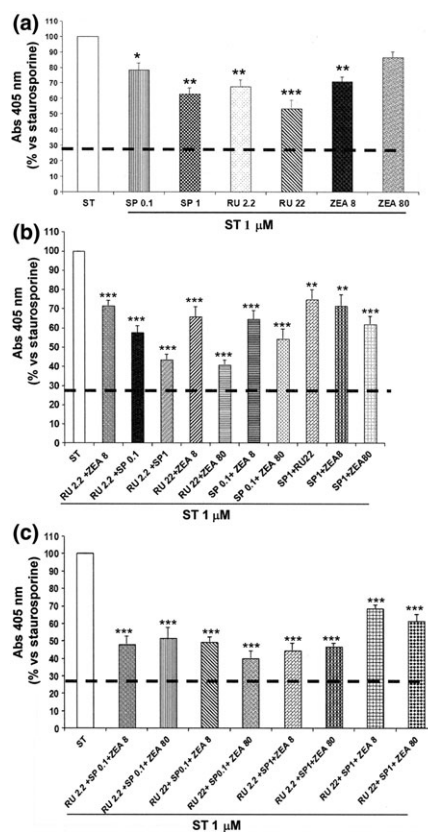 (a)
Abs 405 nm
(% vs staurosporine)
110
100
90
80
70
60
50
40
30
20
10
0
* ** ** *** **
ST SP 0.1 SP 1 RU 2.2 RU 22 ZEA 8 ZEA 80
ST 1 μM
(b)
Abs 405 nm
(% vs staurosporine)
110
100
90
80
70
60
50
40
30
20
10
0
*** *** *** *** *** *** *** ** ** ***
ST
RU 2.2 +ZEA 8
RU 2.2 +SP 0.1
RU 2.2 +SP1
RU 22+ZEA 8
RU 22+ZEA 80
SP 0.1+ ZEA 8
SP 0.1+ ZEA 80
SP1+RU22
SP1+ZEA8
SP1+ZEA80
ST 1 μM
(c)
Abs 405 nm
(% vs staurosporine)
110
100
90
80
70
60
50
40
30
20
10
0
*** *** *** *** *** *** *** ***
ST
RU 2.2 +SP 0.1+ZEA 8
RU 2.2 +SP 0.1+ZEA 80
RU 22+ SP0.1+ ZEA 8
RU 22+ SP0.1+ ZEA 80
RU 2.2 +SP1+ZEA 8
RU 2.2 +SP1+ZEA 80
RU 22+ SP1+ ZEA 8
RU 22+ SP1+ ZEA 80
ST 1 μM